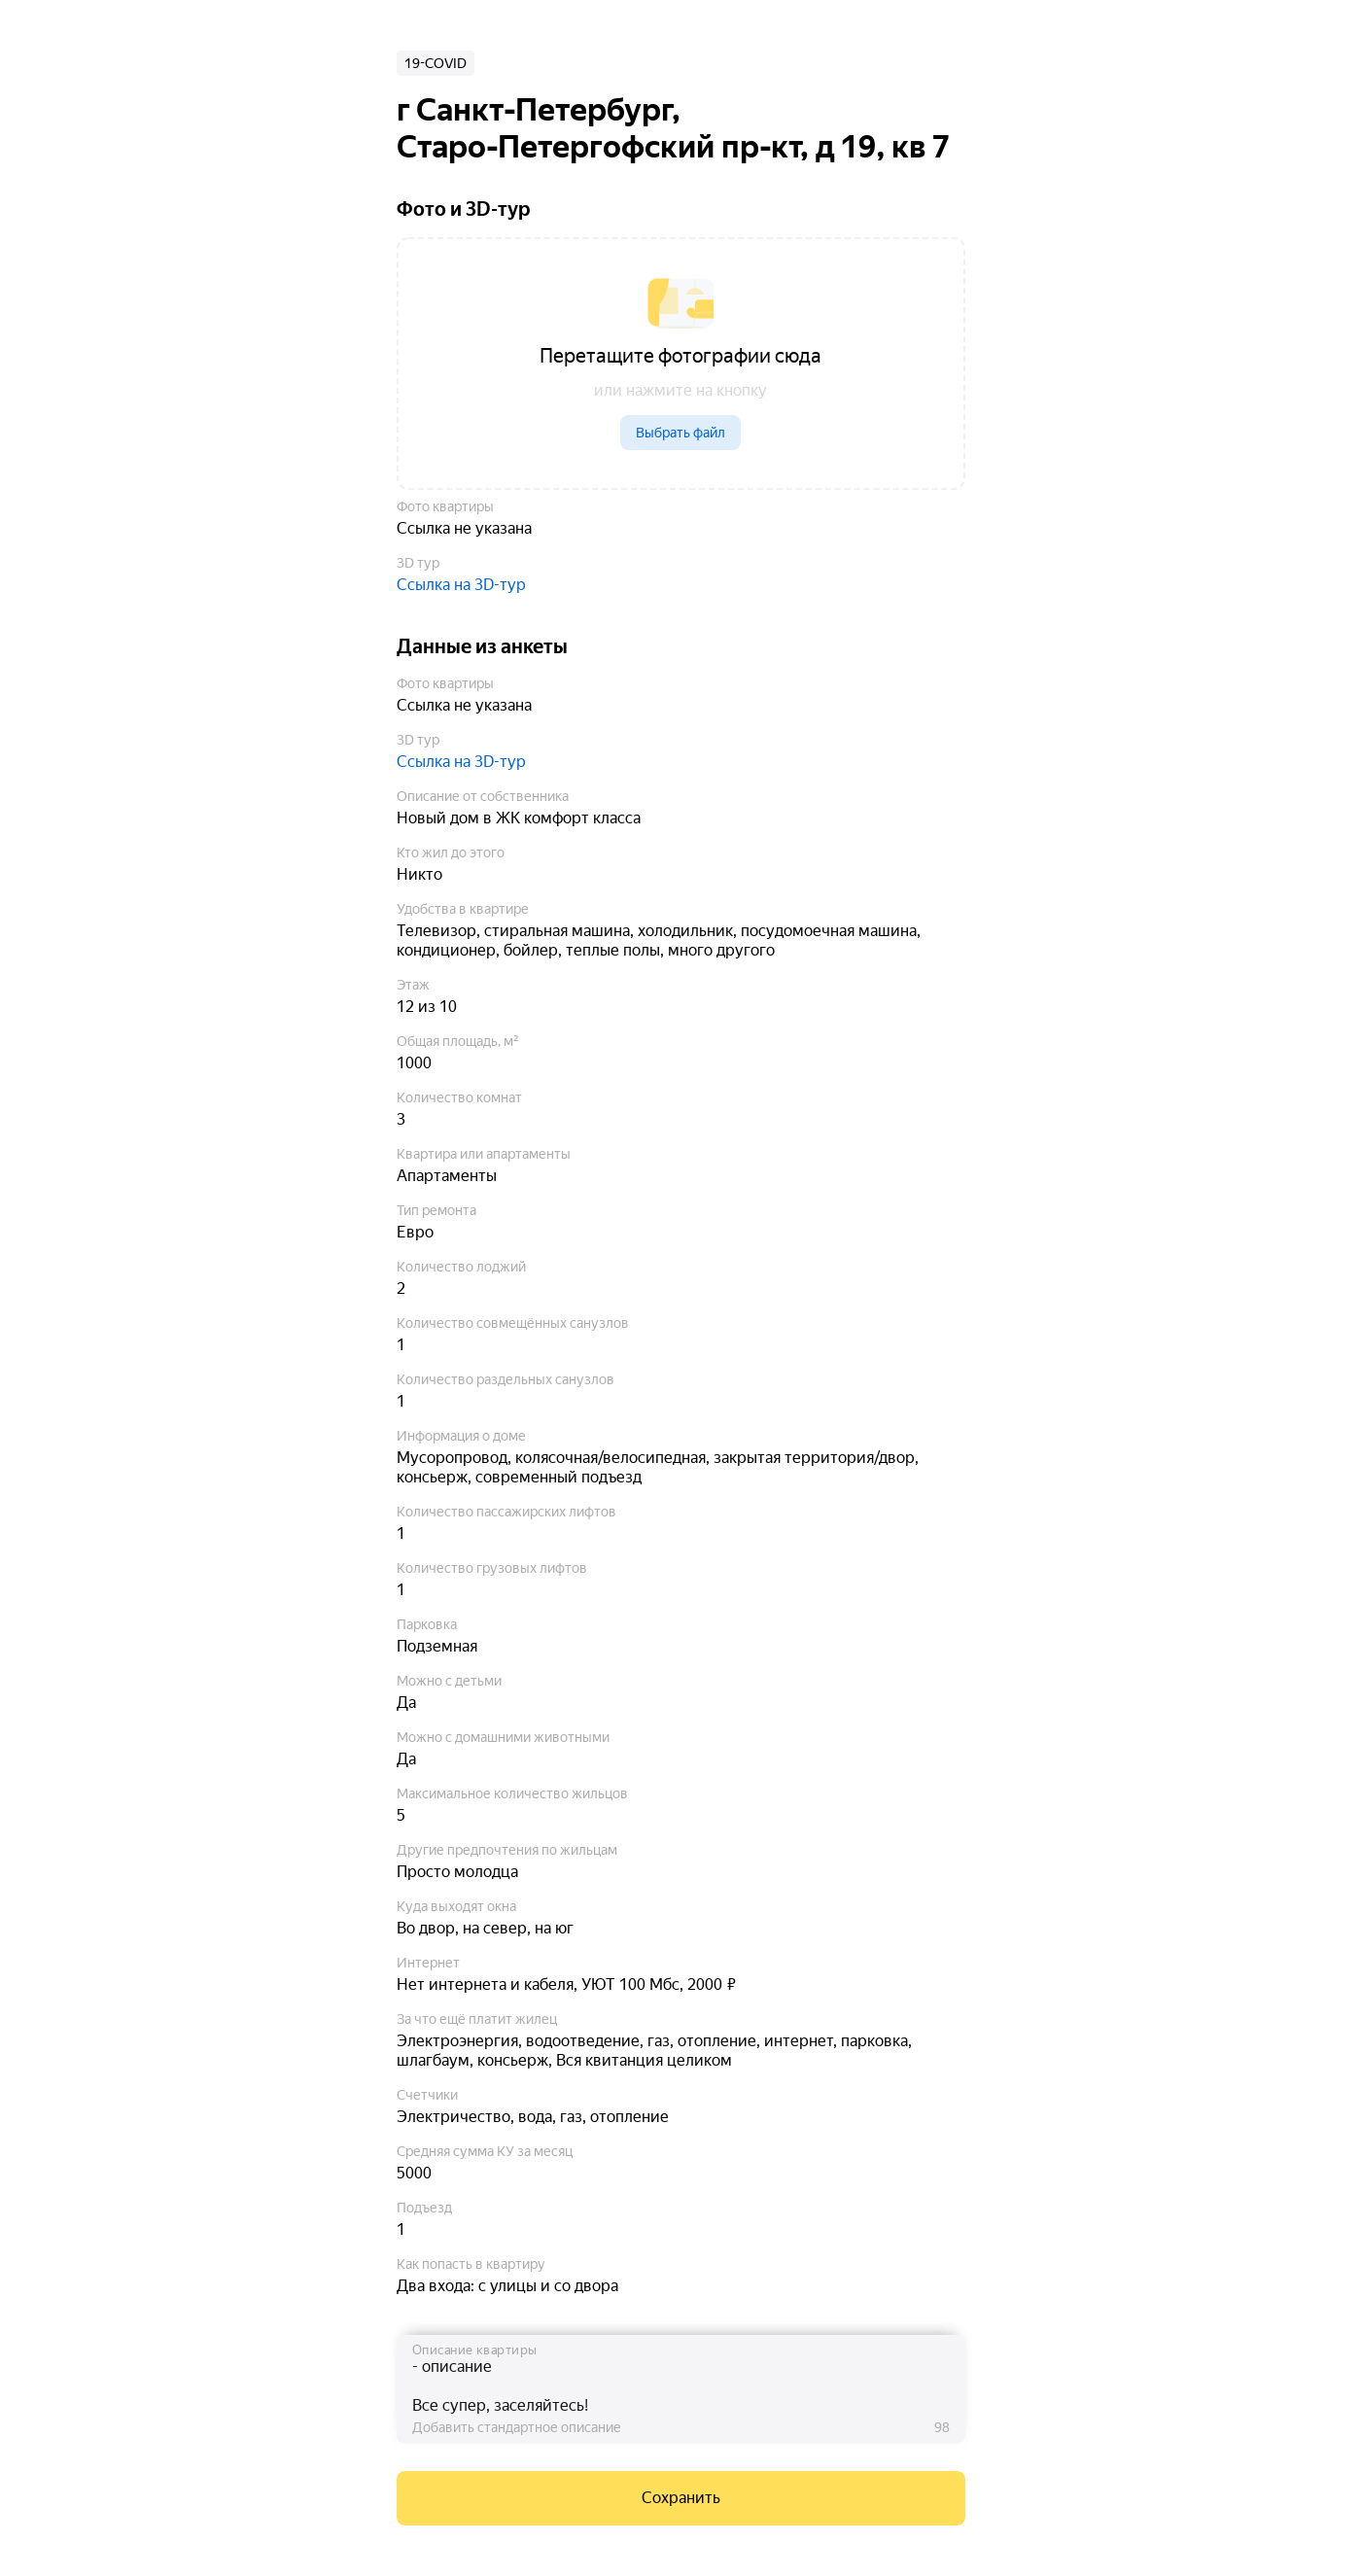 19-COVID
г Санкт-Петербург,
Старо-Петергофский пр-кт, д 19, кв 7
Фото и 3D-тур
Перетащите фотографии сюда
или нажмите на кнопку
Выбрать файл
Фото квартиры
Ссылка не указана
3D тур
Ссылка на 3D-тур
Данные из анкеты
Фото квартиры
Ссылка не указана
3D тур
Ссылка на 3D-тур
Описание от собственника
Новый дом в ЖК комфорт класса
Кто жил до этого
Никто
Удобства в квартире
Телевизор, стиральная машина, холодильник, посудомоечная машина,
кондиционер, бойлер, теплые полы, много другого
Этаж
12 из 10
Общая площадь, м²
1000
Количество комнат
3
Квартира или апартаменты
Апартаменты
Тип ремонта
Евро
Количество лоджий
2
Количество совмещённых санузлов
1
Количество раздельных санузлов
1
Информация о доме
Мусоропровод, колясочная/велосипедная, закрытая территория/двор,
консьерж, современный подъезд
Количество пассажирских лифтов
1
Количество грузовых лифтов
1
Парковка
Подземная
Можно с детьми
Да
Можно с домашними животными
Да
Максимальное количество жильцов
5
Другие предпочтения по жильцам
Просто молодца
Куда выходят окна
Во двор, на север, на юг
Интернет
Нет интернета и кабеля, УЮТ 100 Мбс, 2000 ₽
За что ещё платит жилец
Электроэнергия, водоотведение, газ, отопление, интернет, парковка,
шлагбаум, консьерж, Вся квитанция целиком
Счетчики
Электричество, вода, газ, отопление
Средняя сумма КУ за месяц
5000
Подъезд
1
Как попасть в квартиру
Два входа: с улицы и со двора
Описание квартиры
- описание
Все супер, заселяйтесь!
Добавить стандартное описание 98
Сохранить